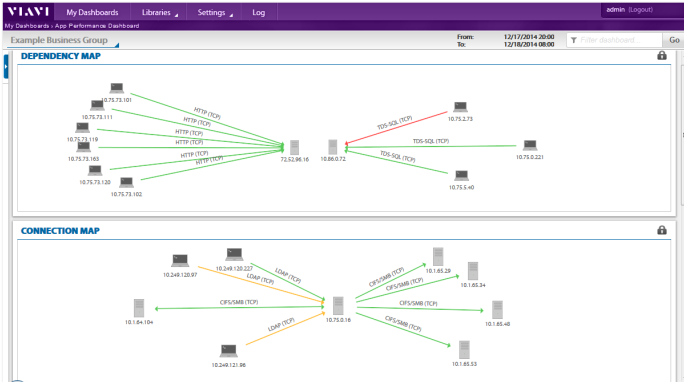 VIAVI My Dashboards Libraries Settings Log admin (Logout)
My Dashboards › App Performance Dashboard
Example Business Group From: 12/17/2014 20:00 Filter dashboard... Go
To: 12/18/2014 08:00
DEPENDENCY MAP
10.75.73.101
10.75.73.111
10.75.73.119
10.75.73.163
10.75.73.120
10.75.73.102
HTTP (TCP)
HTTP (TCP)
HTTP (TCP)
HTTP (TCP)
HTTP (TCP)
HTTP (TCP)
72.52.96.16
10.86.0.72
TDS-SQL (TCP)
TDS-SQL (TCP)
TDS-SQL (TCP)
10.75.2.73
10.75.0.221
10.75.5.40
CONNECTION MAP
10.249.120.97
10.249.120.227
LDAP (TCP)
LDAP (TCP)
10.1.64.104
CIFS/SMB (TCP)
LDAP (TCP)
10.249.121.96
10.75.0.16
CIFS/SMB (TCP)
CIFS/SMB (TCP)
CIFS/SMB (TCP)
CIFS/SMB (TCP)
10.1.65.29
10.1.65.34
10.1.65.48
10.1.65.53